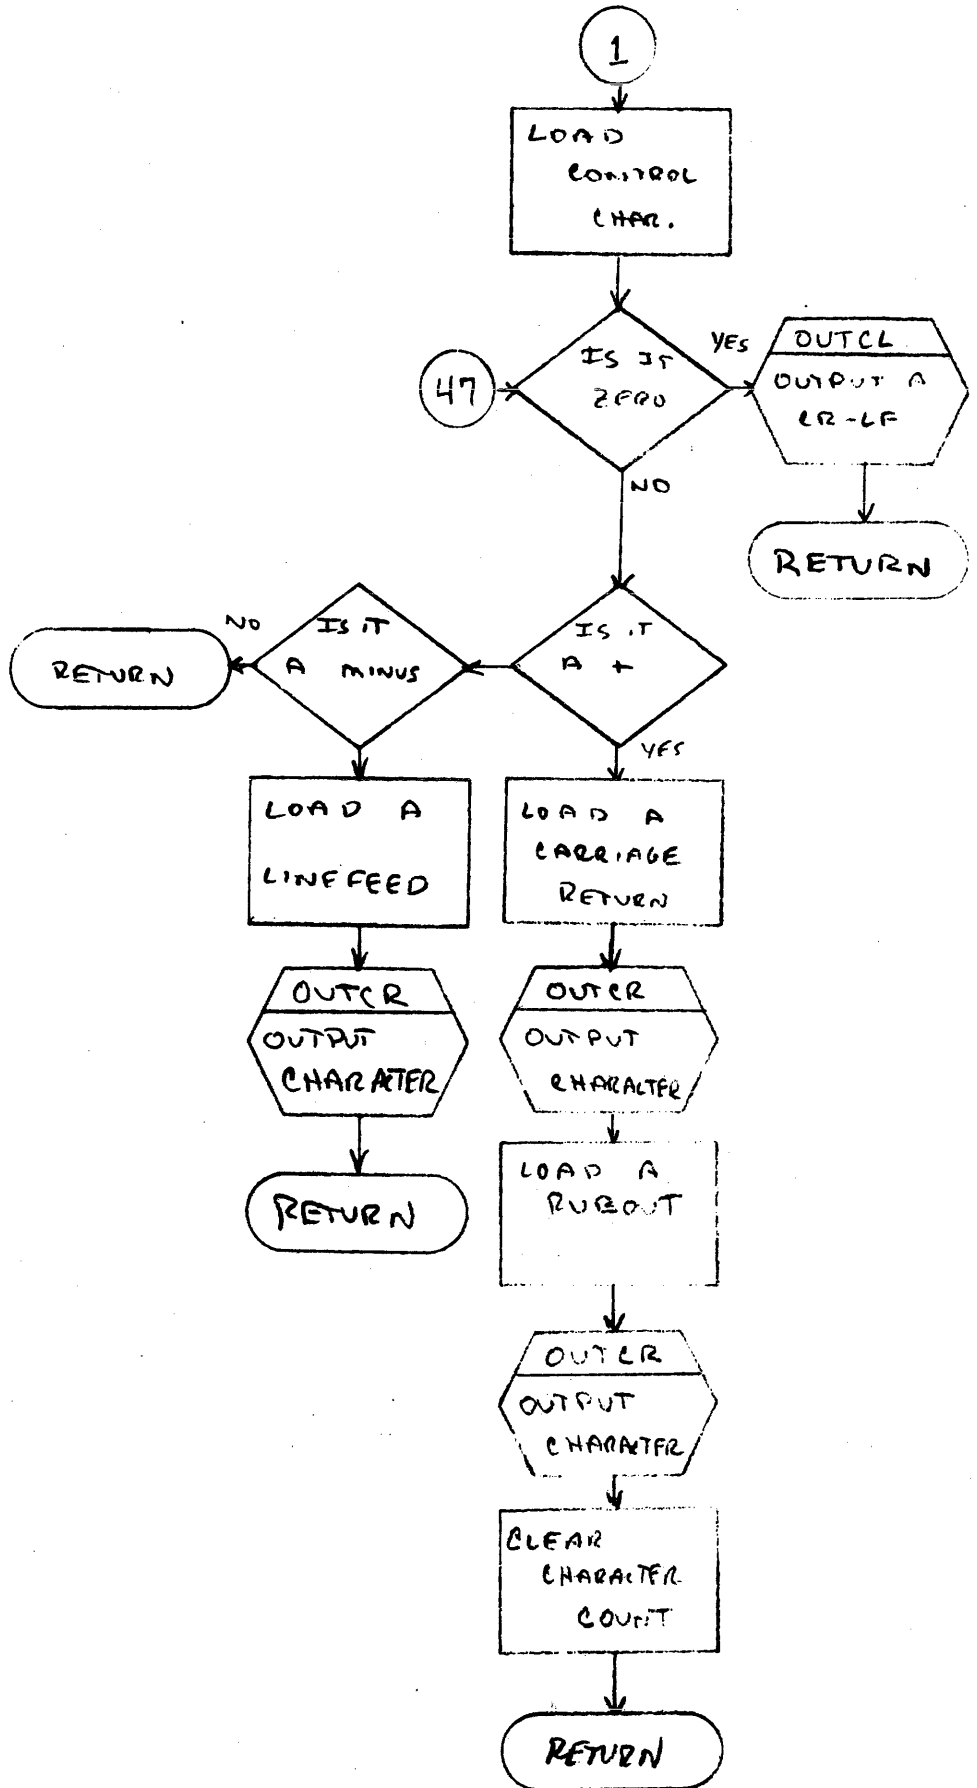 1
LOAD
CONTROL
CHAR.
IS IT
ZERO
YES
OUTCL
OUTPUT A
CR-LF
47
NO
RETURN
IS IT
A +
NO
IS IT
A MINUS
RETURN
YES
LOAD A
LINEFEED
LOAD A
CARRIAGE
RETURN
OUTCR
OUTPUT
CHARACTER
OUTCR
OUTPUT
CHARACTER
RETURN
LOAD A
RUBOUT
OUTCR
OUTPUT
CHARACTER
CLEAR
CHARACTER
COUNT
RETURN